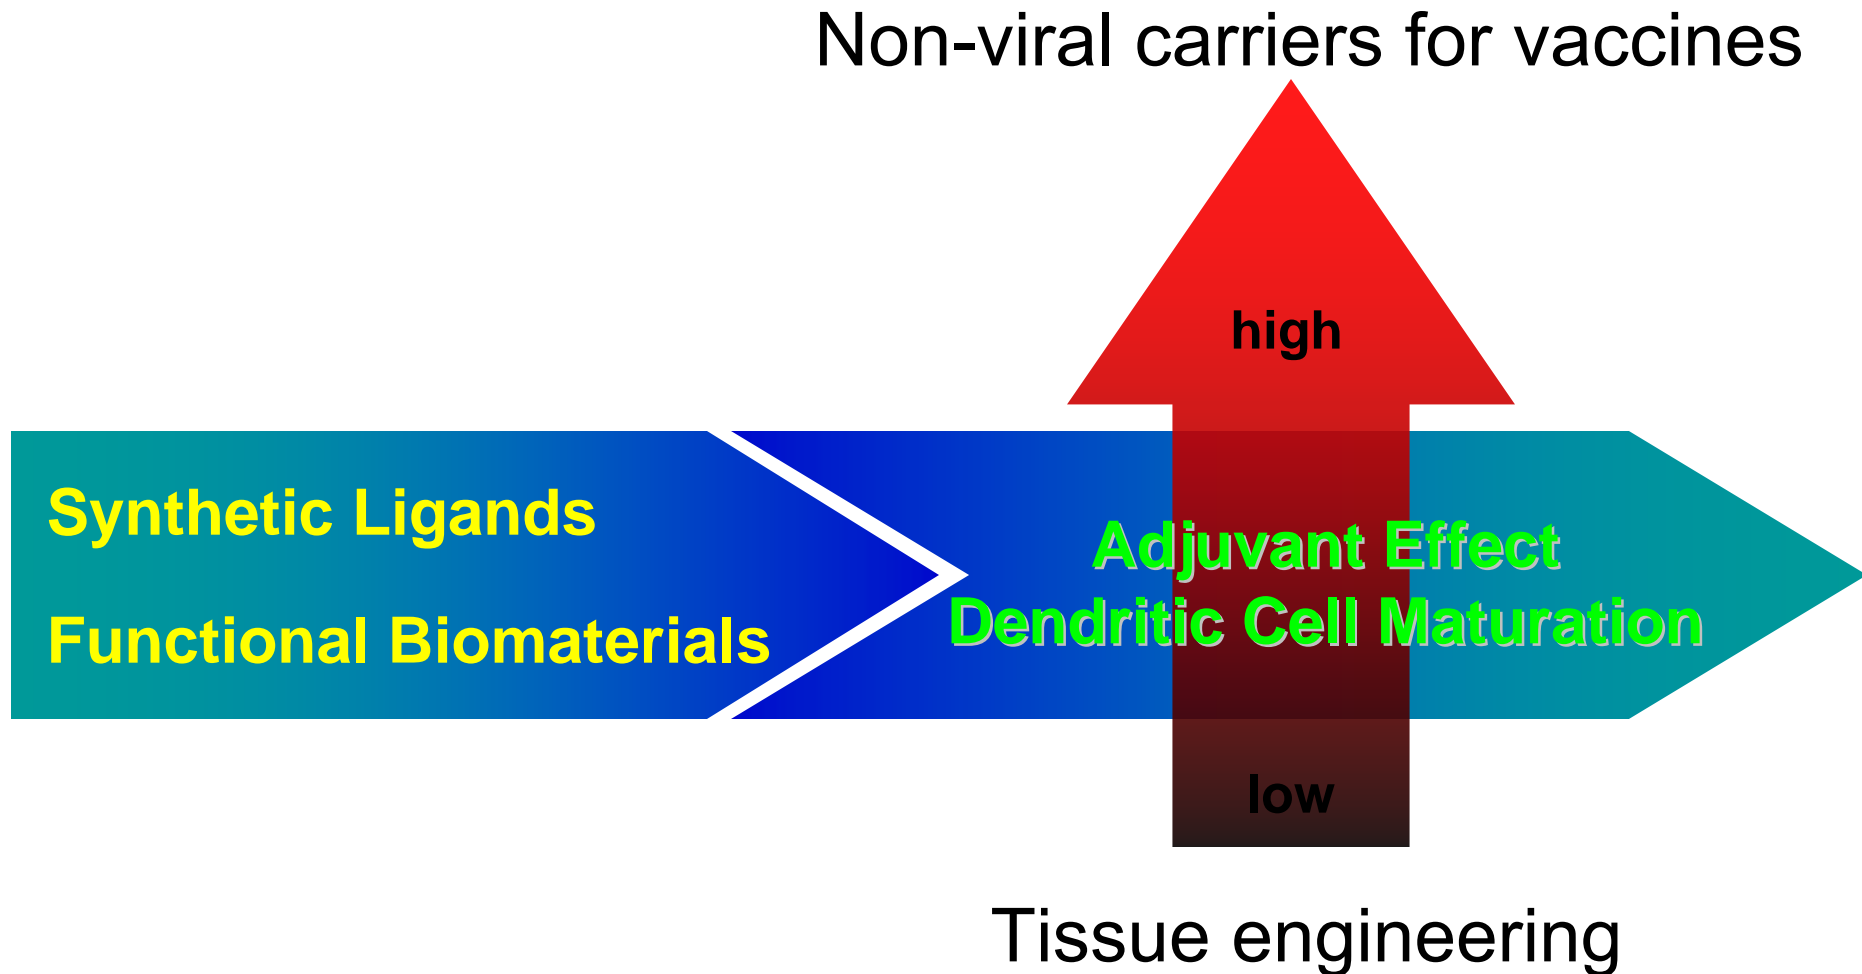 Non-viral carriers for vaccines
high
Synthetic Ligands
Functional Biomaterials
Adjuvant Effect
Dendritic Cell Maturation
low
Tissue engineering